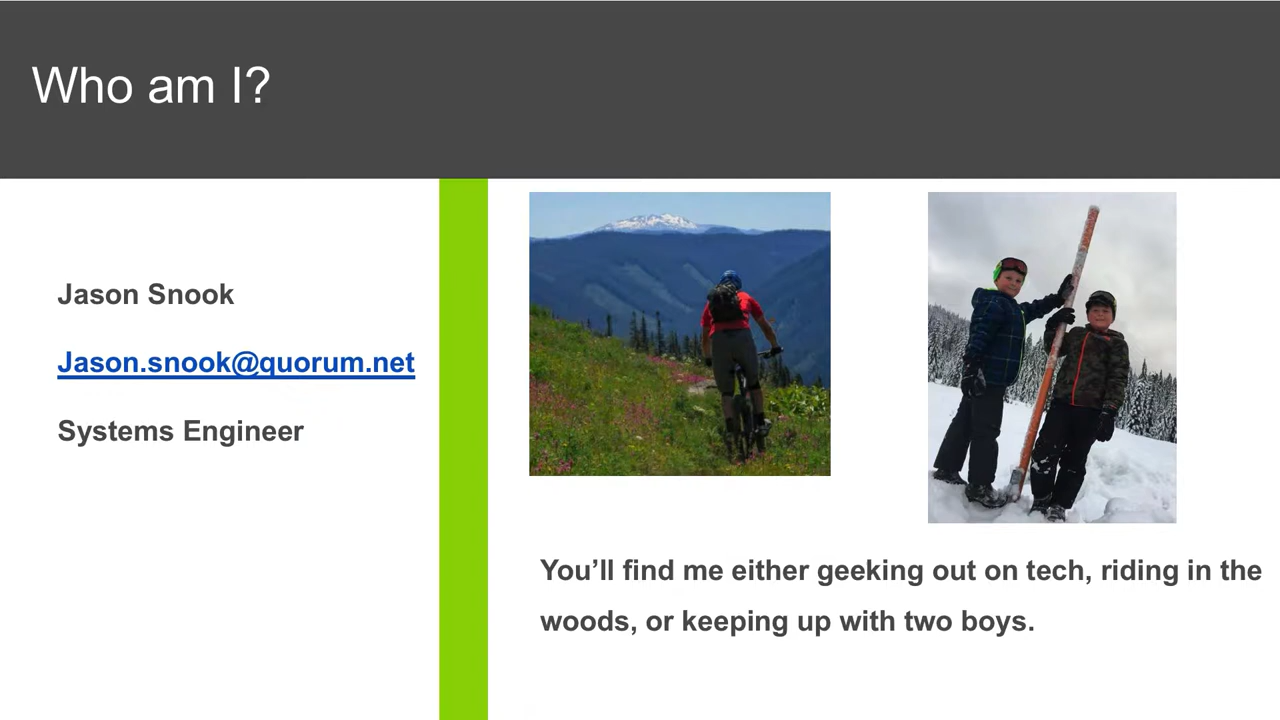 Who am I?
Jason Snook
Jason.snook@quorum.net
Systems Engineer
You’ll find me either geeking out on tech, riding in the
woods, or keeping up with two boys.